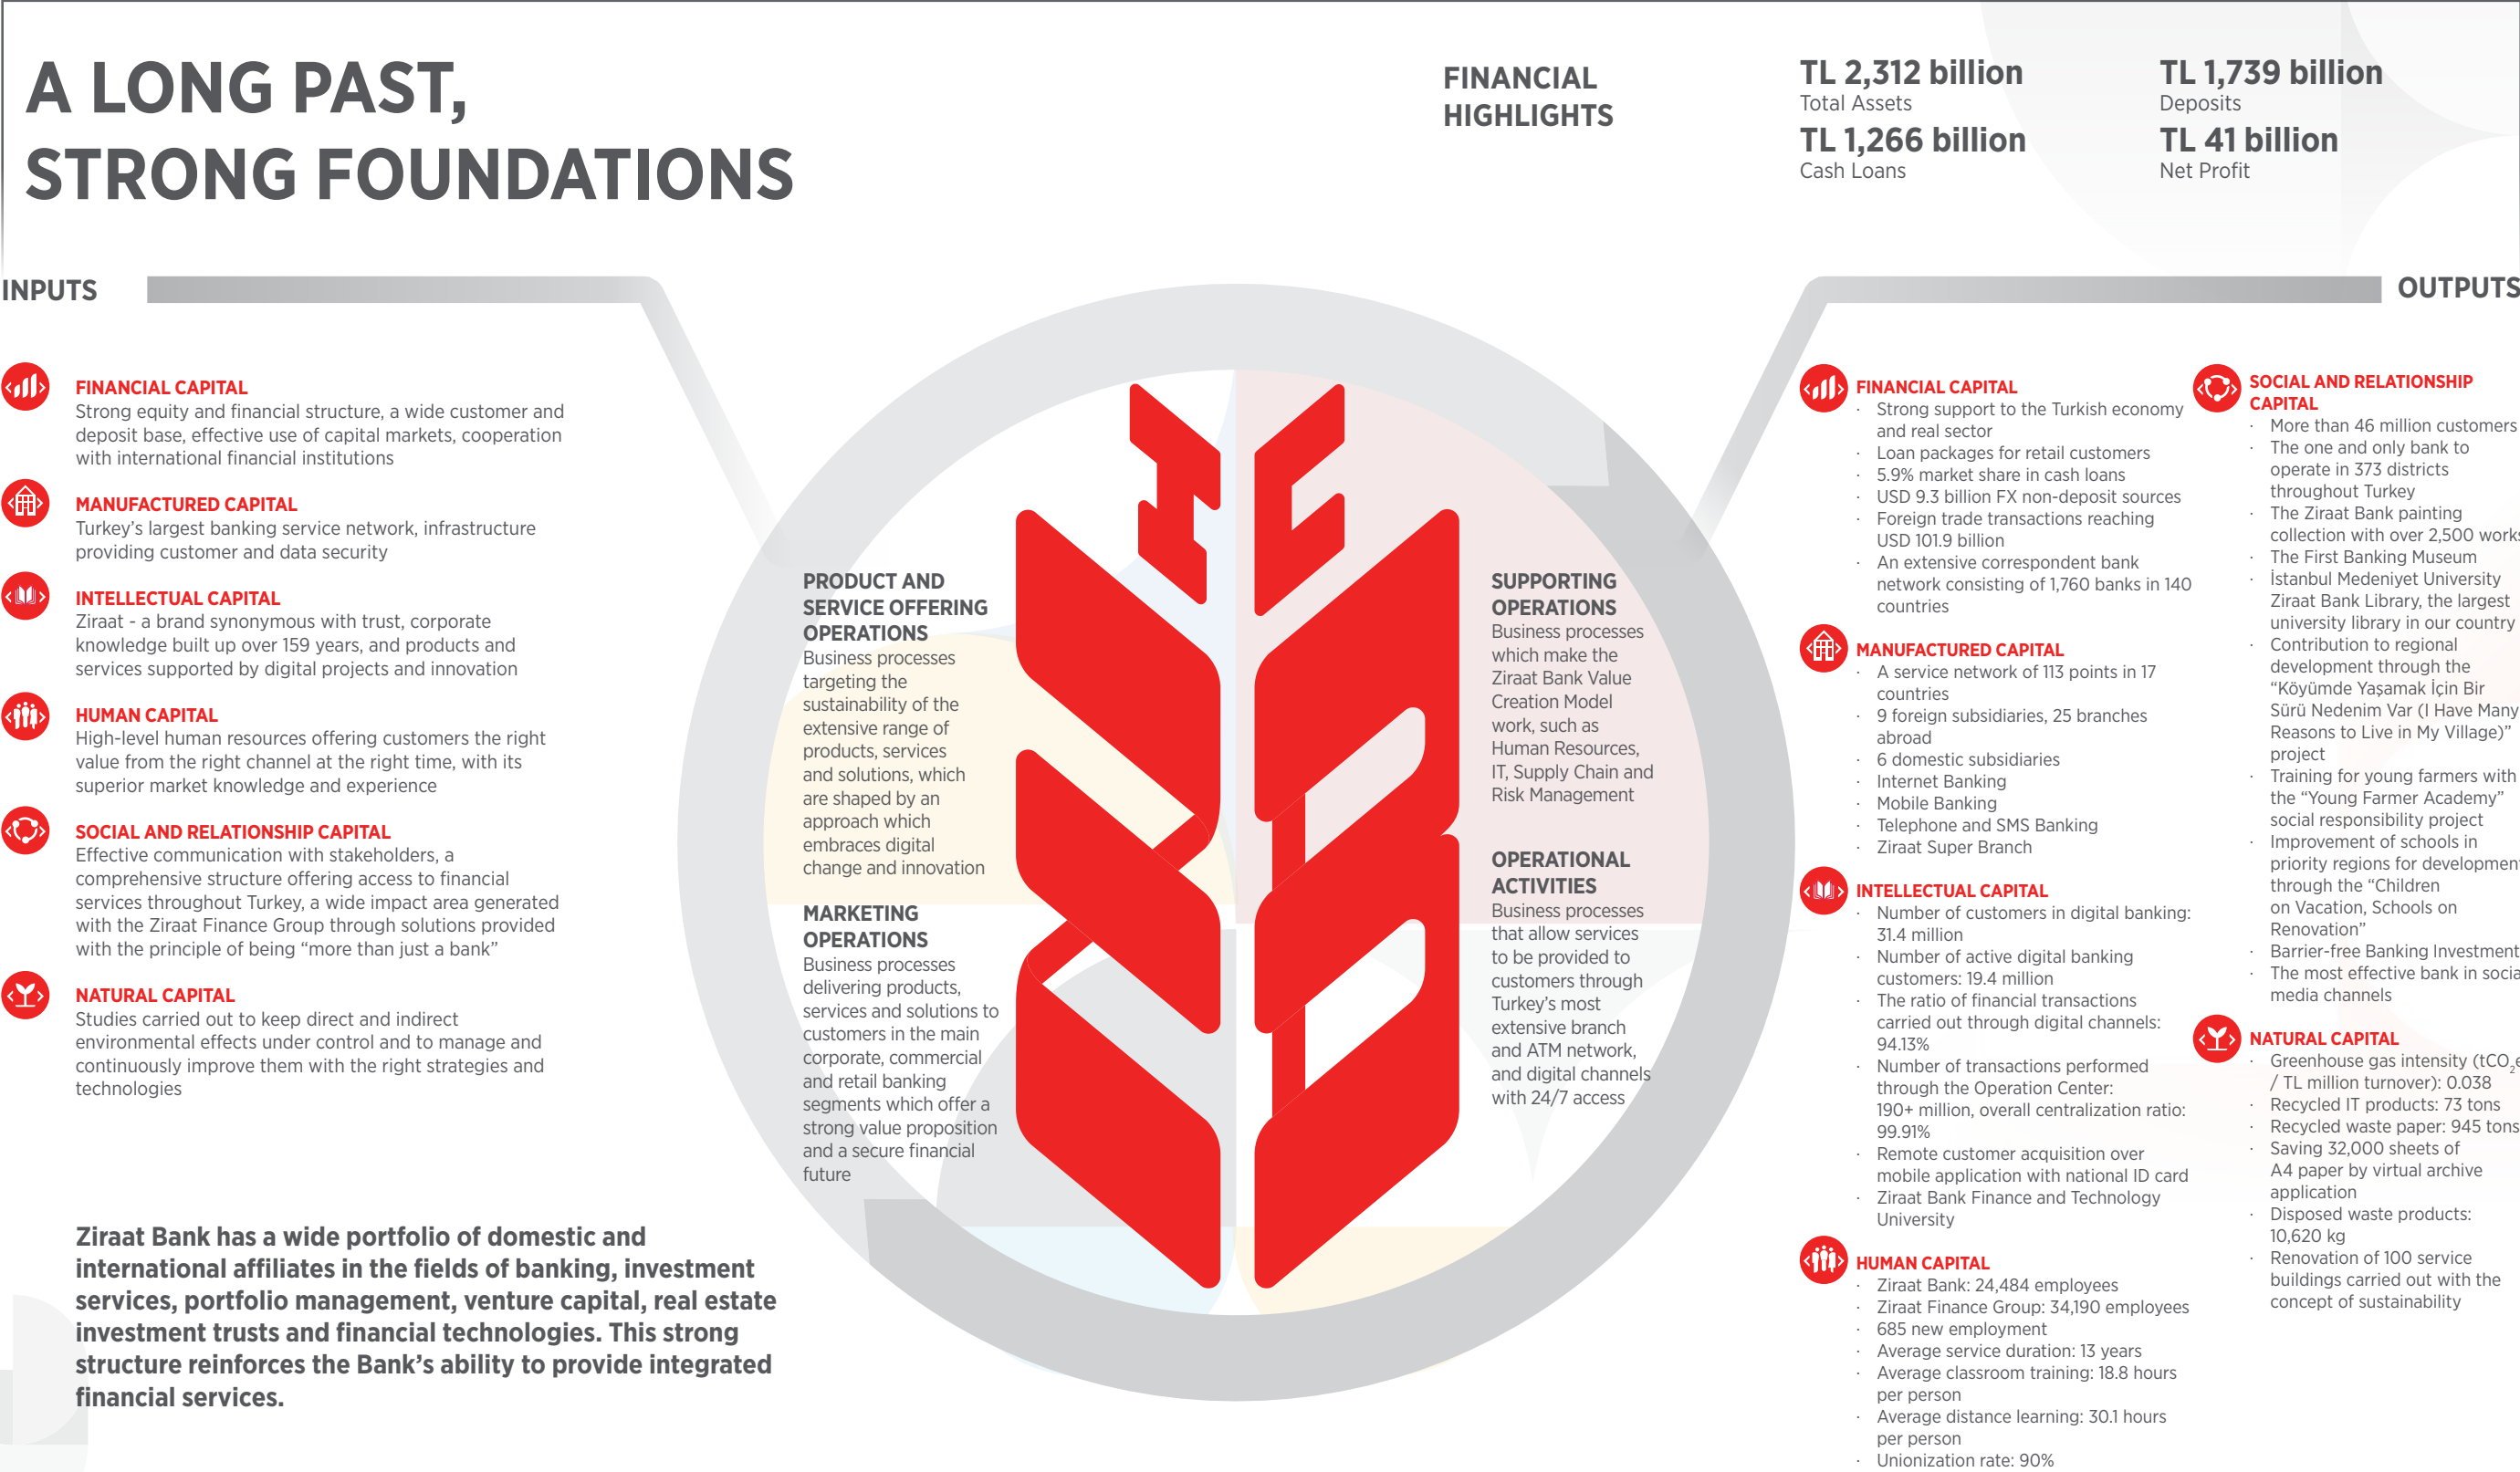 A LONG PAST,
STRONG FOUNDATIONS
FINANCIAL
HIGHLIGHTS
TL 2,312 billion
Total Assets
TL 1,266 billion
Cash Loans
TL 1,739 billion
Deposits
TL 41 billion
Net Profit
INPUTS
FINANCIAL CAPITAL
Strong equity and financial structure, a wide customer and
deposit base, effective use of capital markets, cooperation
with international financial institutions
MANUFACTURED CAPITAL
Turkey's largest banking service network, infrastructure
providing customer and data security
INTELLECTUAL CAPITAL
Ziraat - a brand synonymous with trust, corporate
knowledge built up over 159 years, and products and
services supported by digital projects and innovation
HUMAN CAPITAL
High-level human resources offering customers the right
value from the right channel at the right time, with its
superior market knowledge and experience
SOCIAL AND RELATIONSHIP CAPITAL
Effective communication with stakeholders, a
comprehensive structure offering access to financial
services throughout Turkey, a wide impact area generated
with the Ziraat Finance Group through solutions provided
with the principle of being “more than just a bank”
NATURAL CAPITAL
Studies carried out to keep direct and indirect
environmental effects under control and to manage and
continuously improve them with the right strategies and
technologies
Ziraat Bank has a wide portfolio of domestic and
international affiliates in the fields of banking, investment
services, portfolio management, venture capital, real estate
investment trusts and financial technologies. This strong
structure reinforces the Bank's ability to provide integrated
financial services.
PRODUCT AND
SERVICE OFFERING
OPERATIONS
Business processes
targeting the
sustainability of the
extensive range of
products, services
and solutions, which
are shaped by an
approach which
embraces digital
change and innovation
MARKETING
OPERATIONS
Business processes
delivering products,
services and solutions to
customers in the main
corporate, commercial
and retail banking
segments which offer a
strong value proposition
and a secure financial
future
SUPPORTING
OPERATIONS
Business processes
which make the
Ziraat Bank Value
Creation Model
work, such as
Human Resources,
IT, Supply Chain and
Risk Management
OPERATIONAL
ACTIVITIES
Business processes
that allow services
to be provided to
customers through
Turkey's most
extensive branch
and ATM network,
and digital channels
with 24/7 access
OUTPUTS
FINANCIAL CAPITAL
· Strong support to the Turkish economy
and real sector
· Loan packages for retail customers
· 5.9% market share in cash loans
· USD 9.3 billion FX non-deposit sources
· Foreign trade transactions reaching
USD 101.9 billion
· An extensive correspondent bank
network consisting of 1,760 banks in 140
countries
MANUFACTURED CAPITAL
· A service network of 113 points in 17
countries
· 9 foreign subsidiaries, 25 branches
abroad
· 6 domestic subsidiaries
· Internet Banking
· Mobile Banking
· Telephone and SMS Banking
· Ziraat Super Branch
INTELLECTUAL CAPITAL
· Number of customers in digital banking:
31.4 million
· Number of active digital banking
customers: 19.4 million
· The ratio of financial transactions
carried out through digital channels:
94.13%
· Number of transactions performed
through the Operation Center:
190+ million, overall centralization ratio:
99.91%
· Remote customer acquisition over
mobile application with national ID card
· Ziraat Bank Finance and Technology
University
HUMAN CAPITAL
· Ziraat Bank: 24,484 employees
· Ziraat Finance Group: 34,190 employees
· 685 new employment
· Average service duration: 13 years
· Average classroom training: 18.8 hours
per person
· Average distance learning: 30.1 hours
per person
· Unionization rate: 90%
SOCIAL AND RELATIONSHIP
CAPITAL
· More than 46 million customers
· The one and only bank to
operate in 373 districts
throughout Turkey
· The Ziraat Bank painting
collection with over 2,500 works
· The First Banking Museum
· İstanbul Medeniyet University
Ziraat Bank Library, the largest
university library in our country
· Contribution to regional
development through the
“Köyümde Yaşamak İçin Bir
Sürü Nedenim Var (I Have Many
Reasons to Live in My Village)”
project
· Training for young farmers with
the “Young Farmer Academy”
social responsibility project
· Improvement of schools in
priority regions for development
through the “Children
on Vacation, Schools on
Renovation”
· Barrier-free Banking Investment
· The most effective bank in social
media channels
NATURAL CAPITAL
· Greenhouse gas intensity (tCO₂e
/ TL million turnover): 0.038
· Recycled IT products: 73 tons
· Recycled waste paper: 945 tons
· Saving 32,000 sheets of
A4 paper by virtual archive
application
· Disposed waste products:
10,620 kg
· Renovation of 100 service
buildings carried out with the
concept of sustainability